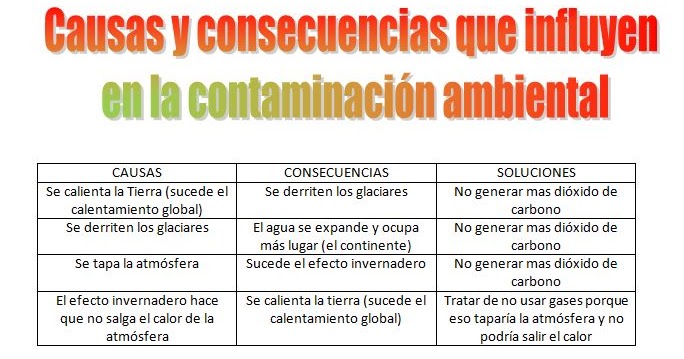 Causas y consecuencias que influyen
en la contaminación ambiental
CAUSAS CONSECUENCIAS SOLUCIONES
Se calienta la Tierra (sucede el Se derriten los glaciares No generar mas dióxido de
calentamiento global) carbono
Se derriten los glaciares El agua se expande y ocupa No generar mas dióxido de
más lugar (el continente) carbono
Se tapa la atmósfera Sucede el efecto invernadero No generar mas dióxido de
carbono
El efecto invernadero hace Se calienta la tierra (sucede el Tratar de no usar gases porque
que no salga el calor de la calentamiento global) eso taparía la atmósfera y no
atmósfera podría salir el calor